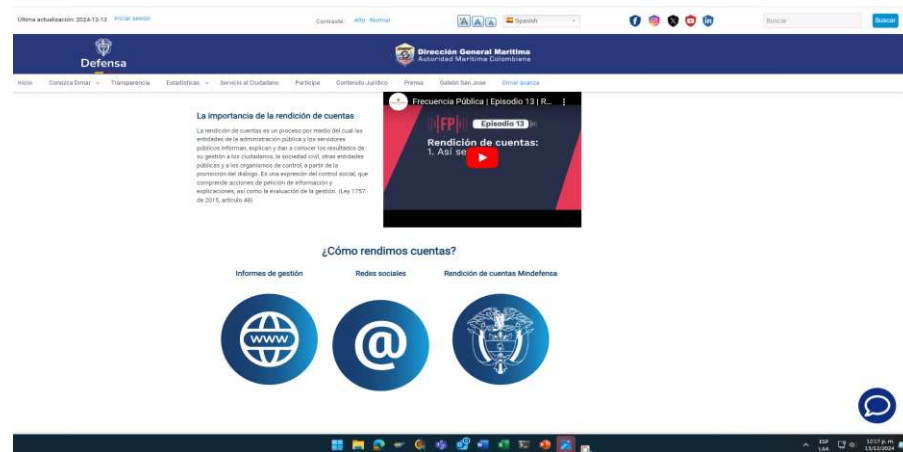 Última actualización: 2024-12-13 Iniciar sesión
Contraste: Alto Normal
A A A
Spanish
Buscar
Buscar
Defensa
Dirección General Marítima
Autoridad Marítima Colombiana
Inicio Conozca Dimar Transparencia Estadísticas Servicio al Ciudadano Participa Contenido Jurídico Prensa Galeón San Jose Dimar avanza
La importancia de la rendición de cuentas
La rendición de cuentas es un proceso por medio del cual las
entidades de la administración pública y los servidores
públicos informan, explican y dan a conocer los resultados de
su gestión a los ciudadanos, la sociedad civil, otras entidades
públicas y a los organismos de control, a partir de la
promoción del diálogo. Es una expresión del control social, que
comprende acciones de petición de información y
explicaciones, así como la evaluación de la gestión. (Ley 1757
de 2015, artículo 48)
Frecuencia Pública | Episodio 13 | R...
FP Episodio 13
Rendición de cuentas:
1. Así se
¿Cómo rendimos cuentas?
Informes de gestión Redes sociales Rendición de cuentas Mindefensa
www @
ESP
LAA
12:17 p. m.
13/12/2024